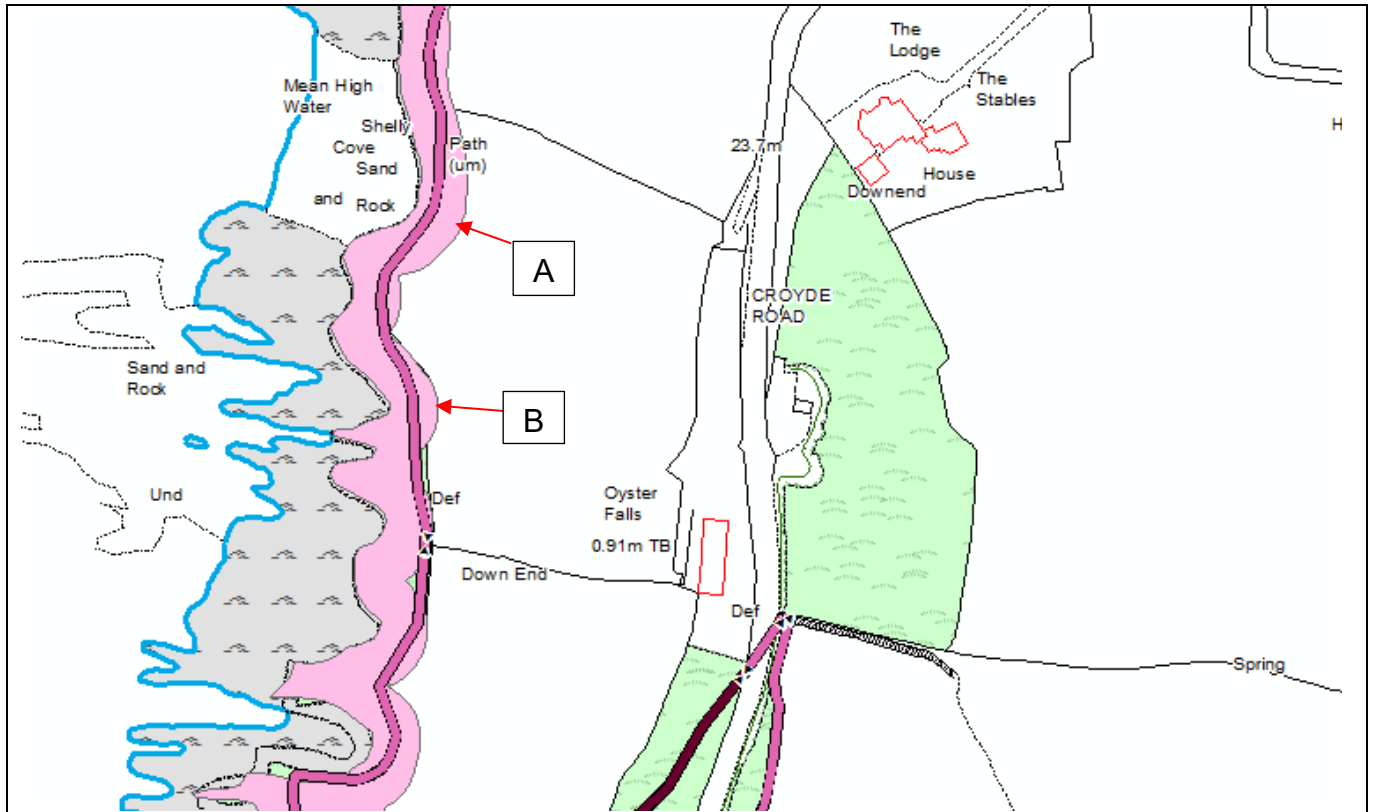 The
Lodge
The
Stables
Mean High
Water
Shelly
Cove
Sand
and
Rock
Path
(um)
23.7m
H
House
Downend
A
CROYDE
ROAD
Sand and
Rock
B
Und
Def
Oyster
Falls
0.91m TB
Down End
Def
Spring